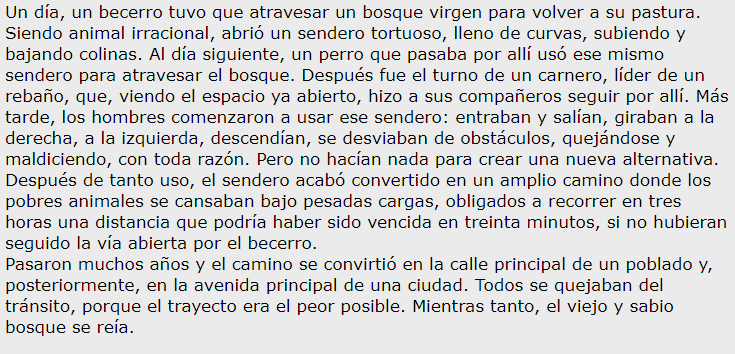 Un día, un becerro tuvo que atravesar un bosque virgen para volver a su pastura.
Siendo animal irracional, abrió un sendero tortuoso, lleno de curvas, subiendo y
bajando colinas. Al día siguiente, un perro que pasaba por allí usó ese mismo
sendero para atravesar el bosque. Después fue el turno de un carnero, líder de un
rebaño, que, viendo el espacio ya abierto, hizo a sus compañeros seguir por allí. Más
tarde, los hombres comenzaron a usar ese sendero: entraban y salían, giraban a la
derecha, a la izquierda, descendían, se desviaban de obstáculos, quejándose y
maldiciendo, con toda razón. Pero no hacían nada para crear una nueva alternativa.
Después de tanto uso, el sendero acabó convertido en un amplio camino donde los
pobres animales se cansaban bajo pesadas cargas, obligados a recorrer en tres
horas una distancia que podría haber sido vencida en treinta minutos, si no hubieran
seguido la vía abierta por el becerro.
Pasaron muchos años y el camino se convirtió en la calle principal de un poblado y,
posteriormente, en la avenida principal de una ciudad. Todos se quejaban del
tránsito, porque el trayecto era el peor posible. Mientras tanto, el viejo y sabio
bosque se reía.